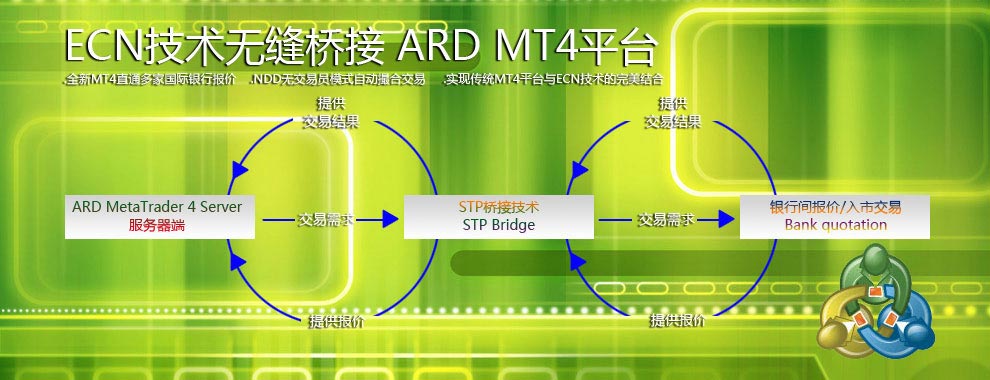 ECN技术无缝桥接 ARD MT4平台
.全新MT4直通多家国际银行报价 .NDD无交易员模式自动撮合交易 .实现传统MT4平台与ECN技术的完美结合
提供
交易结果
提供
交易结果
ARD MetaTrader 4 Server
服务器端
交易需求
STP桥接技术
STP Bridge
交易需求
银行间报价/入市交易
Bank quotation
提供报价
提供报价